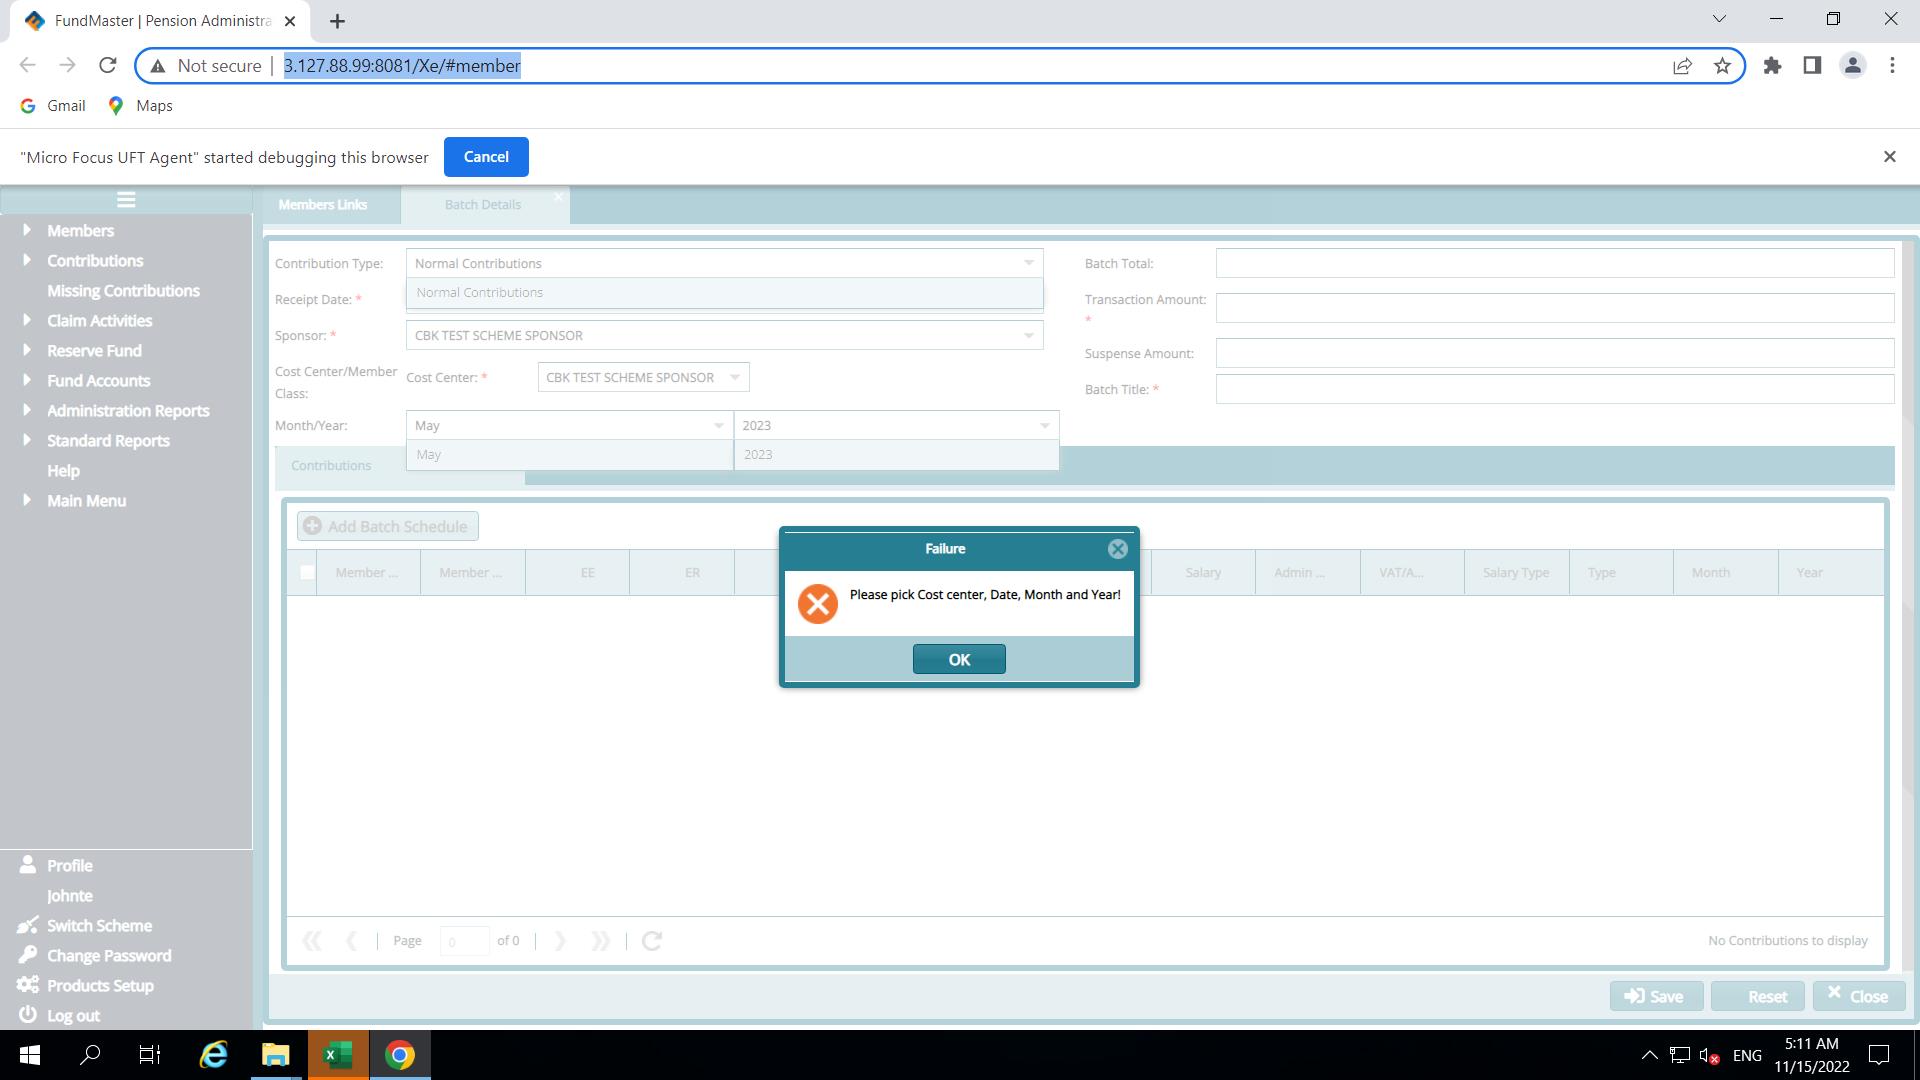 FundMaster | Pension Administra
Not secure
3.127.88.99:8081/Xe/#member
Gmail
Maps
"Micro Focus UFT Agent" started debugging this browser
Cancel
Members
Contributions
Missing Contributions
Claim Activities
Reserve Fund
Fund Accounts
Administration Reports
Standard Reports
Help
Main Menu
Profile
Johnte
Switch Scheme
Change Password
Products Setup
Log out
Members Links
Batch Details
Contribution Type:
Normal Contributions
Normal Contributions
Receipt Date: *
Sponsor: *
CBK TEST SCHEME SPONSOR
Cost Center/Member
Class:
Cost Center: *
CBK TEST SCHEME SPONSOR
Month/Year:
May
2023
May
2023
Batch Total:
Transaction Amount:
*
Suspense Amount:
Batch Title: *
Contributions
Add Batch Schedule
Member ...
Member ...
EE
ER
Salary
Admin ...
VAT/A...
Salary Type
Type
Month
Year
Failure
Please pick Cost center, Date, Month and Year!
OK
Page
0
of 0
No Contributions to display
Save
Reset
Close
ENG
5:11 AM
11/15/2022